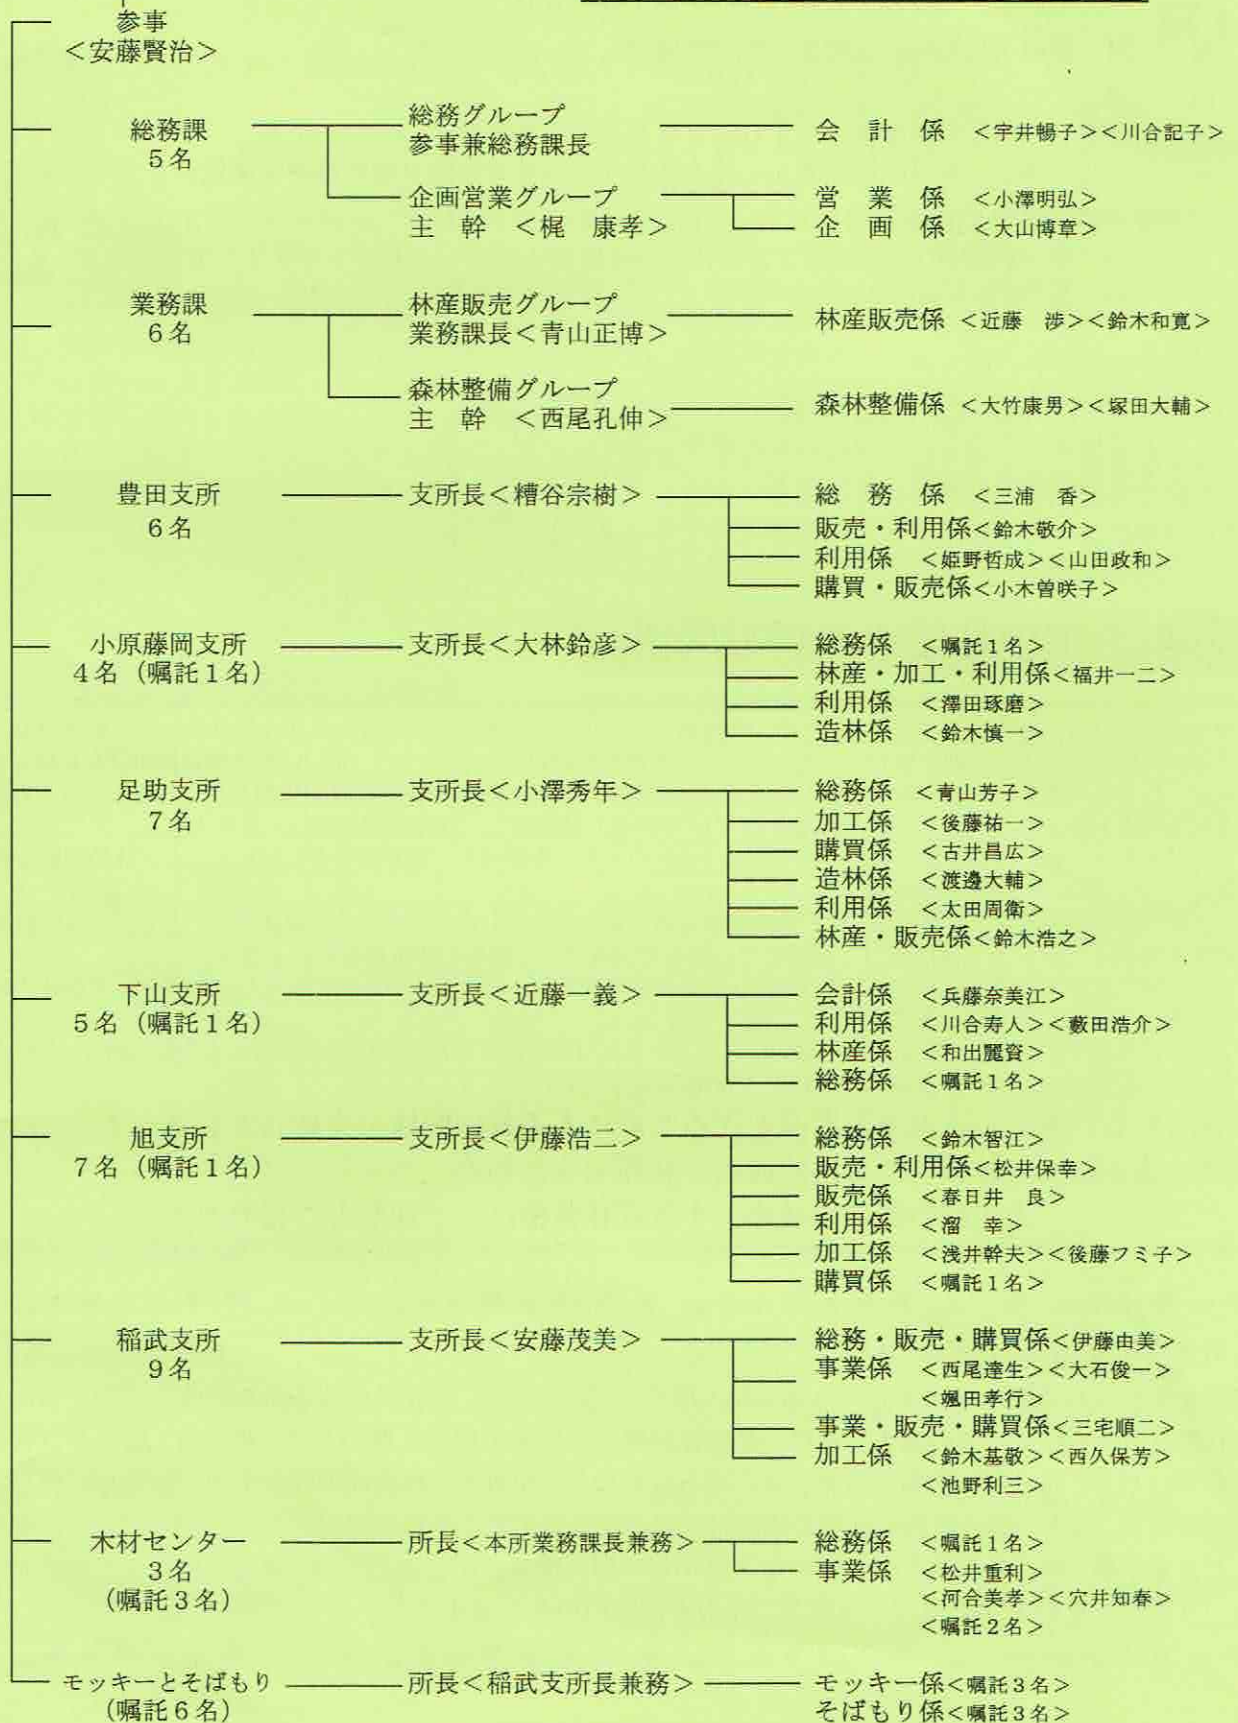 参事
＜安藤賢治＞
総務課
5名
総務グループ
参事兼総務課長
会計係 ＜宇井暢子＞＜川合記子＞
企画営業グループ
主幹 ＜梶 康孝＞
営業係 ＜小澤明弘＞
企画係 ＜大山博章＞
業務課
6名
林産販売グループ
業務課長＜青山正博＞
林産販売係 ＜近藤 渉＞＜鈴木和寛＞
森林整備グループ
主幹 ＜西尾孔伸＞
森林整備係 ＜大竹康男＞＜塚田大輔＞
豊田支所
6名
支所長＜糟谷宗樹＞
総務係 ＜三浦 香＞
販売・利用係＜鈴木敬介＞
利用係 ＜姫野哲成＞＜山田政和＞
購買・販売係＜小木曽咲子＞
小原藤岡支所
4名（嘱託1名）
支所長＜大林鈴彦＞
総務係 ＜嘱託1名＞
林産・加工・利用係＜福井一二＞
利用係 ＜澤田琢磨＞
造林係 ＜鈴木慎一＞
足助支所
7名
支所長＜小澤秀年＞
総務係 ＜青山芳子＞
加工係 ＜後藤祐一＞
購買係 ＜古井昌広＞
造林係 ＜渡邊大輔＞
利用係 ＜太田周衛＞
林産・販売係＜鈴木浩之＞
下山支所
5名（嘱託1名）
支所長＜近藤一義＞
会計係 ＜兵藤奈美江＞
利用係 ＜川合寿人＞＜藪田浩介＞
林産係 ＜和出麗資＞
総務係 ＜嘱託1名＞
旭支所
7名（嘱託1名）
支所長＜伊藤浩二＞
総務係 ＜鈴木智江＞
販売・利用係＜松井保幸＞
販売係 ＜春日井 良＞
利用係 ＜溜 幸＞
加工係 ＜浅井幹夫＞＜後藤フミ子＞
購買係 ＜嘱託1名＞
稲武支所
9名
支所長＜安藤茂美＞
総務・販売・購買係＜伊藤由美＞
事業係 ＜西尾達生＞＜大石俊一＞
＜颯田孝行＞
事業・販売・購買係＜三宅順二＞
加工係 ＜鈴木基敬＞＜西久保芳＞
＜池野利三＞
木材センター
3名
（嘱託3名）
所長＜本所業務課長兼務＞
総務係 ＜嘱託1名＞
事業係 ＜松井重利＞
＜河合美孝＞＜穴井知春＞
＜嘱託2名＞
モッキーとそばもり
（嘱託6名）
所長＜稲武支所長兼務＞
モッキー係＜嘱託3名＞
そばもり係＜嘱託3名＞